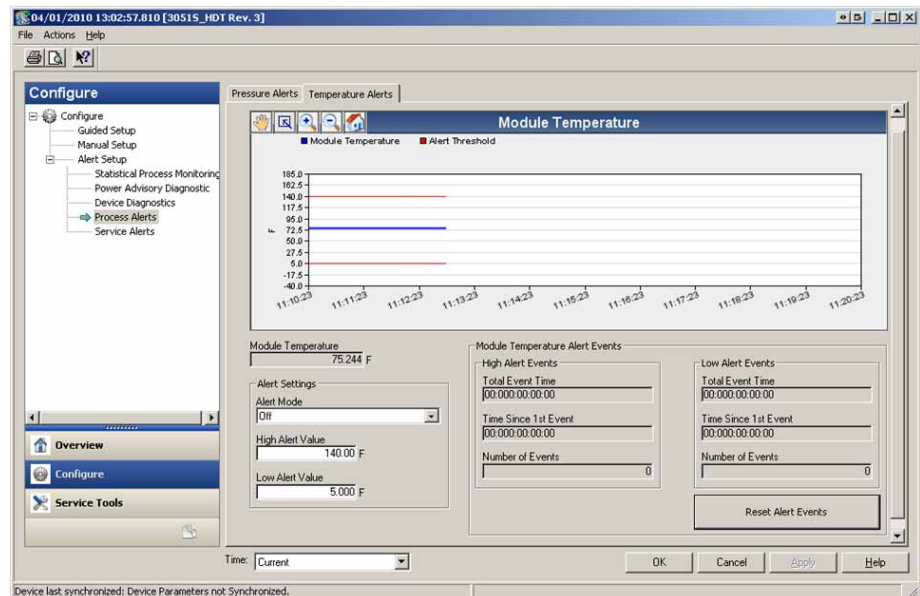 04/01/2010 13:02:57.810 [3051S_HDT Rev. 3]
File Actions Help
Configure
Configure
Guided Setup
Manual Setup
Alert Setup
Statistical Process Monitoring
Power Advisory Diagnostic
Device Diagnostics
Process Alerts
Service Alerts
Overview
Configure
Service Tools
Pressure Alerts Temperature Alerts
Module Temperature
Module Temperature Alert Threshold
185.0
162.5
140.0
117.5
95.0
72.5
50.0
27.5
5.0
-17.5
-40.0
F
11:10:23 11:11:23 11:12:23 11:13:23 11:14:23 11:15:23 11:16:23 11:17:23 11:18:23 11:19:23 11:20:23
Module Temperature
75.244 F
Alert Settings
Alert Mode
Off
High Alert Value
140.00 F
Low Alert Value
5.000 F
Module Temperature Alert Events
High Alert Events
Total Event Time
00:000:00:00:00
Time Since 1st Event
00:000:00:00:00
Number of Events
0
Low Alert Events
Total Event Time
00:000:00:00:00
Time Since 1st Event
00:000:00:00:00
Number of Events
0
Reset Alert Events
Time: Current
OK Cancel Apply Help
Device last synchronized: Device Parameters not Synchronized.